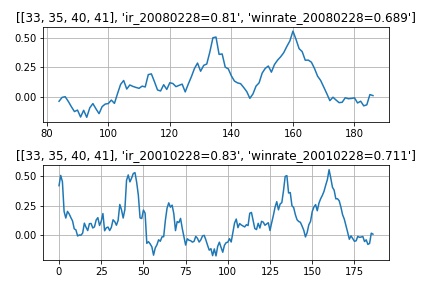 [[33, 35, 40, 41], 'ir_20080228=0.81', 'winrate_20080228=0.689']
0.50
0.25
0.00
80 100 120 140 160 180
[[33, 35, 40, 41], 'ir_20010228=0.83', 'winrate_20010228=0.711']
0.50
0.25
0.00
0 25 50 75 100 125 150 175